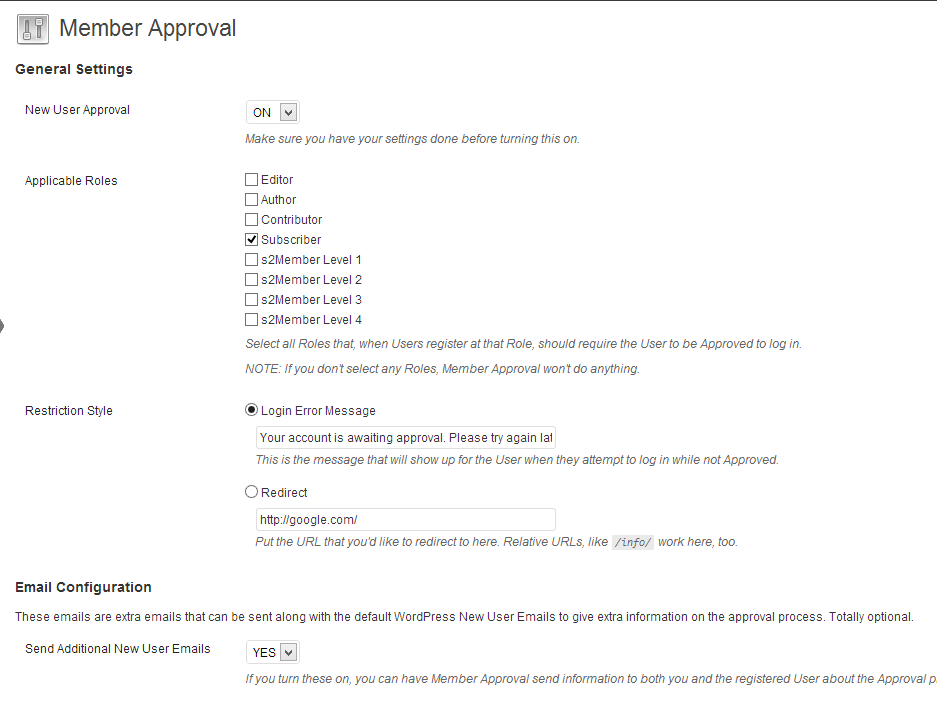 Member Approval
General Settings
New User Approval
ON
Make sure you have your settings done before turning this on.
Applicable Roles
Editor
Author
Contributor
Subscriber
s2Member Level 1
s2Member Level 2
s2Member Level 3
s2Member Level 4
Select all Roles that, when Users register at that Role, should require the User to be Approved to log in.
NOTE: If you don't select any Roles, Member Approval won't do anything.
Restriction Style
Login Error Message
Your account is awaiting approval. Please try again lat
This is the message that will show up for the User when they attempt to log in while not Approved.
Redirect
http://google.com/
Put the URL that you'd like to redirect to here. Relative URLs, like /info/ work here, too.
Email Configuration
These emails are extra emails that can be sent along with the default WordPress New User Emails to give extra information on the approval process. Totally optional.
Send Additional New User Emails
YES
If you turn these on, you can have Member Approval send information to both you and the registered User about the Approval p